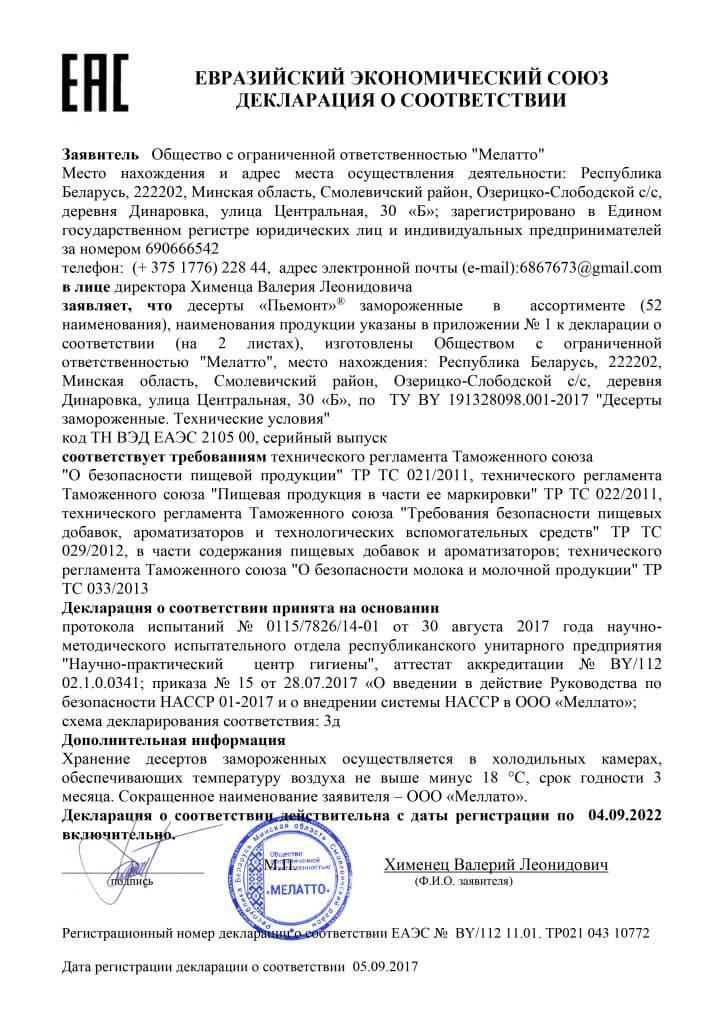 EAC
ЕВРАЗИЙСКИЙ ЭКОНОМИЧЕСКИЙ СОЮЗ
ДЕКЛАРАЦИЯ О СООТВЕТСТВИИ
Заявитель Общество с ограниченной ответственностью "Мелатто"
Место нахождения и адрес места осуществления деятельности: Республика
Беларусь, 222202, Минская область, Смолевичский район, Озерицко-Слободской с/с,
деревня Динаровка, улица Центральная, 30 «Б»; зарегистрировано в Едином
государственном регистре юридических лиц и индивидуальных предпринимателей
за номером 690666542
телефон: (+ 375 1776) 228 44, адрес электронной почты (e-mail):6867673@gmail.com
в лице директора Хименца Валерия Леонидовича
заявляет, что десерты «Пьемонт»® замороженные в ассортименте (52
наименования), наименования продукции указаны в приложении № 1 к декларации о
соответствии (на 2 листах), изготовлены Обществом с ограниченной
ответственностью "Мелатто", место нахождения: Республика Беларусь, 222202,
Минская область, Смолевичский район, Озерицко-Слободской с/с, деревня
Динаровка, улица Центральная, 30 «Б», по ТУ BY 191328098.001-2017 "Десерты
замороженные. Технические условия"
код ТН ВЭД ЕАЭС 2105 00, серийный выпуск
соответствует требованиям технического регламента Таможенного союза
"О безопасности пищевой продукции" ТР ТС 021/2011, технического регламента
Таможенного союза "Пищевая продукция в части ее маркировки" ТР ТС 022/2011,
технического регламента Таможенного союза "Требования безопасности пищевых
добавок, ароматизаторов и технологических вспомогательных средств" ТР ТС
029/2012, в части содержания пищевых добавок и ароматизаторов; технического
регламента Таможенного союза "О безопасности молока и молочной продукции" ТР
ТС 033/2013
Декларация о соответствии принята на основании
протокола испытаний № 0115/7826/14-01 от 30 августа 2017 года научно-
методического испытательного отдела республиканского унитарного предприятия
"Научно-практический центр гигиены", аттестат аккредитации № BY/112
02.1.0.0341; приказа № 15 от 28.07.2017 «О введении в действие Руководства по
безопасности НАССР 01-2017 и о внедрении системы НАССР в ООО «Меллато»;
схема декларирования соответствия: 3д
Дополнительная информация
Хранение десертов замороженных осуществляется в холодильных камерах,
обеспечивающих температуру воздуха не выше минус 18 °С, срок годности 3
месяца. Сокращенное наименование заявителя – ООО «Меллато».
Декларация о соответствии действительна с даты регистрации по 04.09.2022
включительно.
М.П. Хименец Валерий Леонидович
(подпись (Ф.И.О. заявителя)
Республика Беларусь Минская область Смолевичский район
Общество
с ограниченной
ответственностью
«МЕЛАТТО»
Регистрационный номер декларации о соответствии ЕАЭС № BY/112 11.01. ТР021 043 10772
Дата регистрации декларации о соответствии 05.09.2017